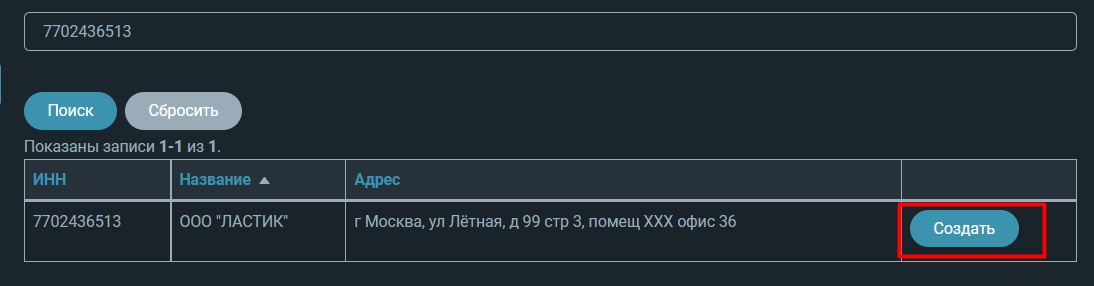 7702436513
Поиск Сбросить
Показаны записи 1-1 из 1.
ИНН Название Адрес
7702436513 ООО "ЛАСТИК" г Москва, ул Лётная, д 99 стр 3, помещ XXX офис 36 Создать